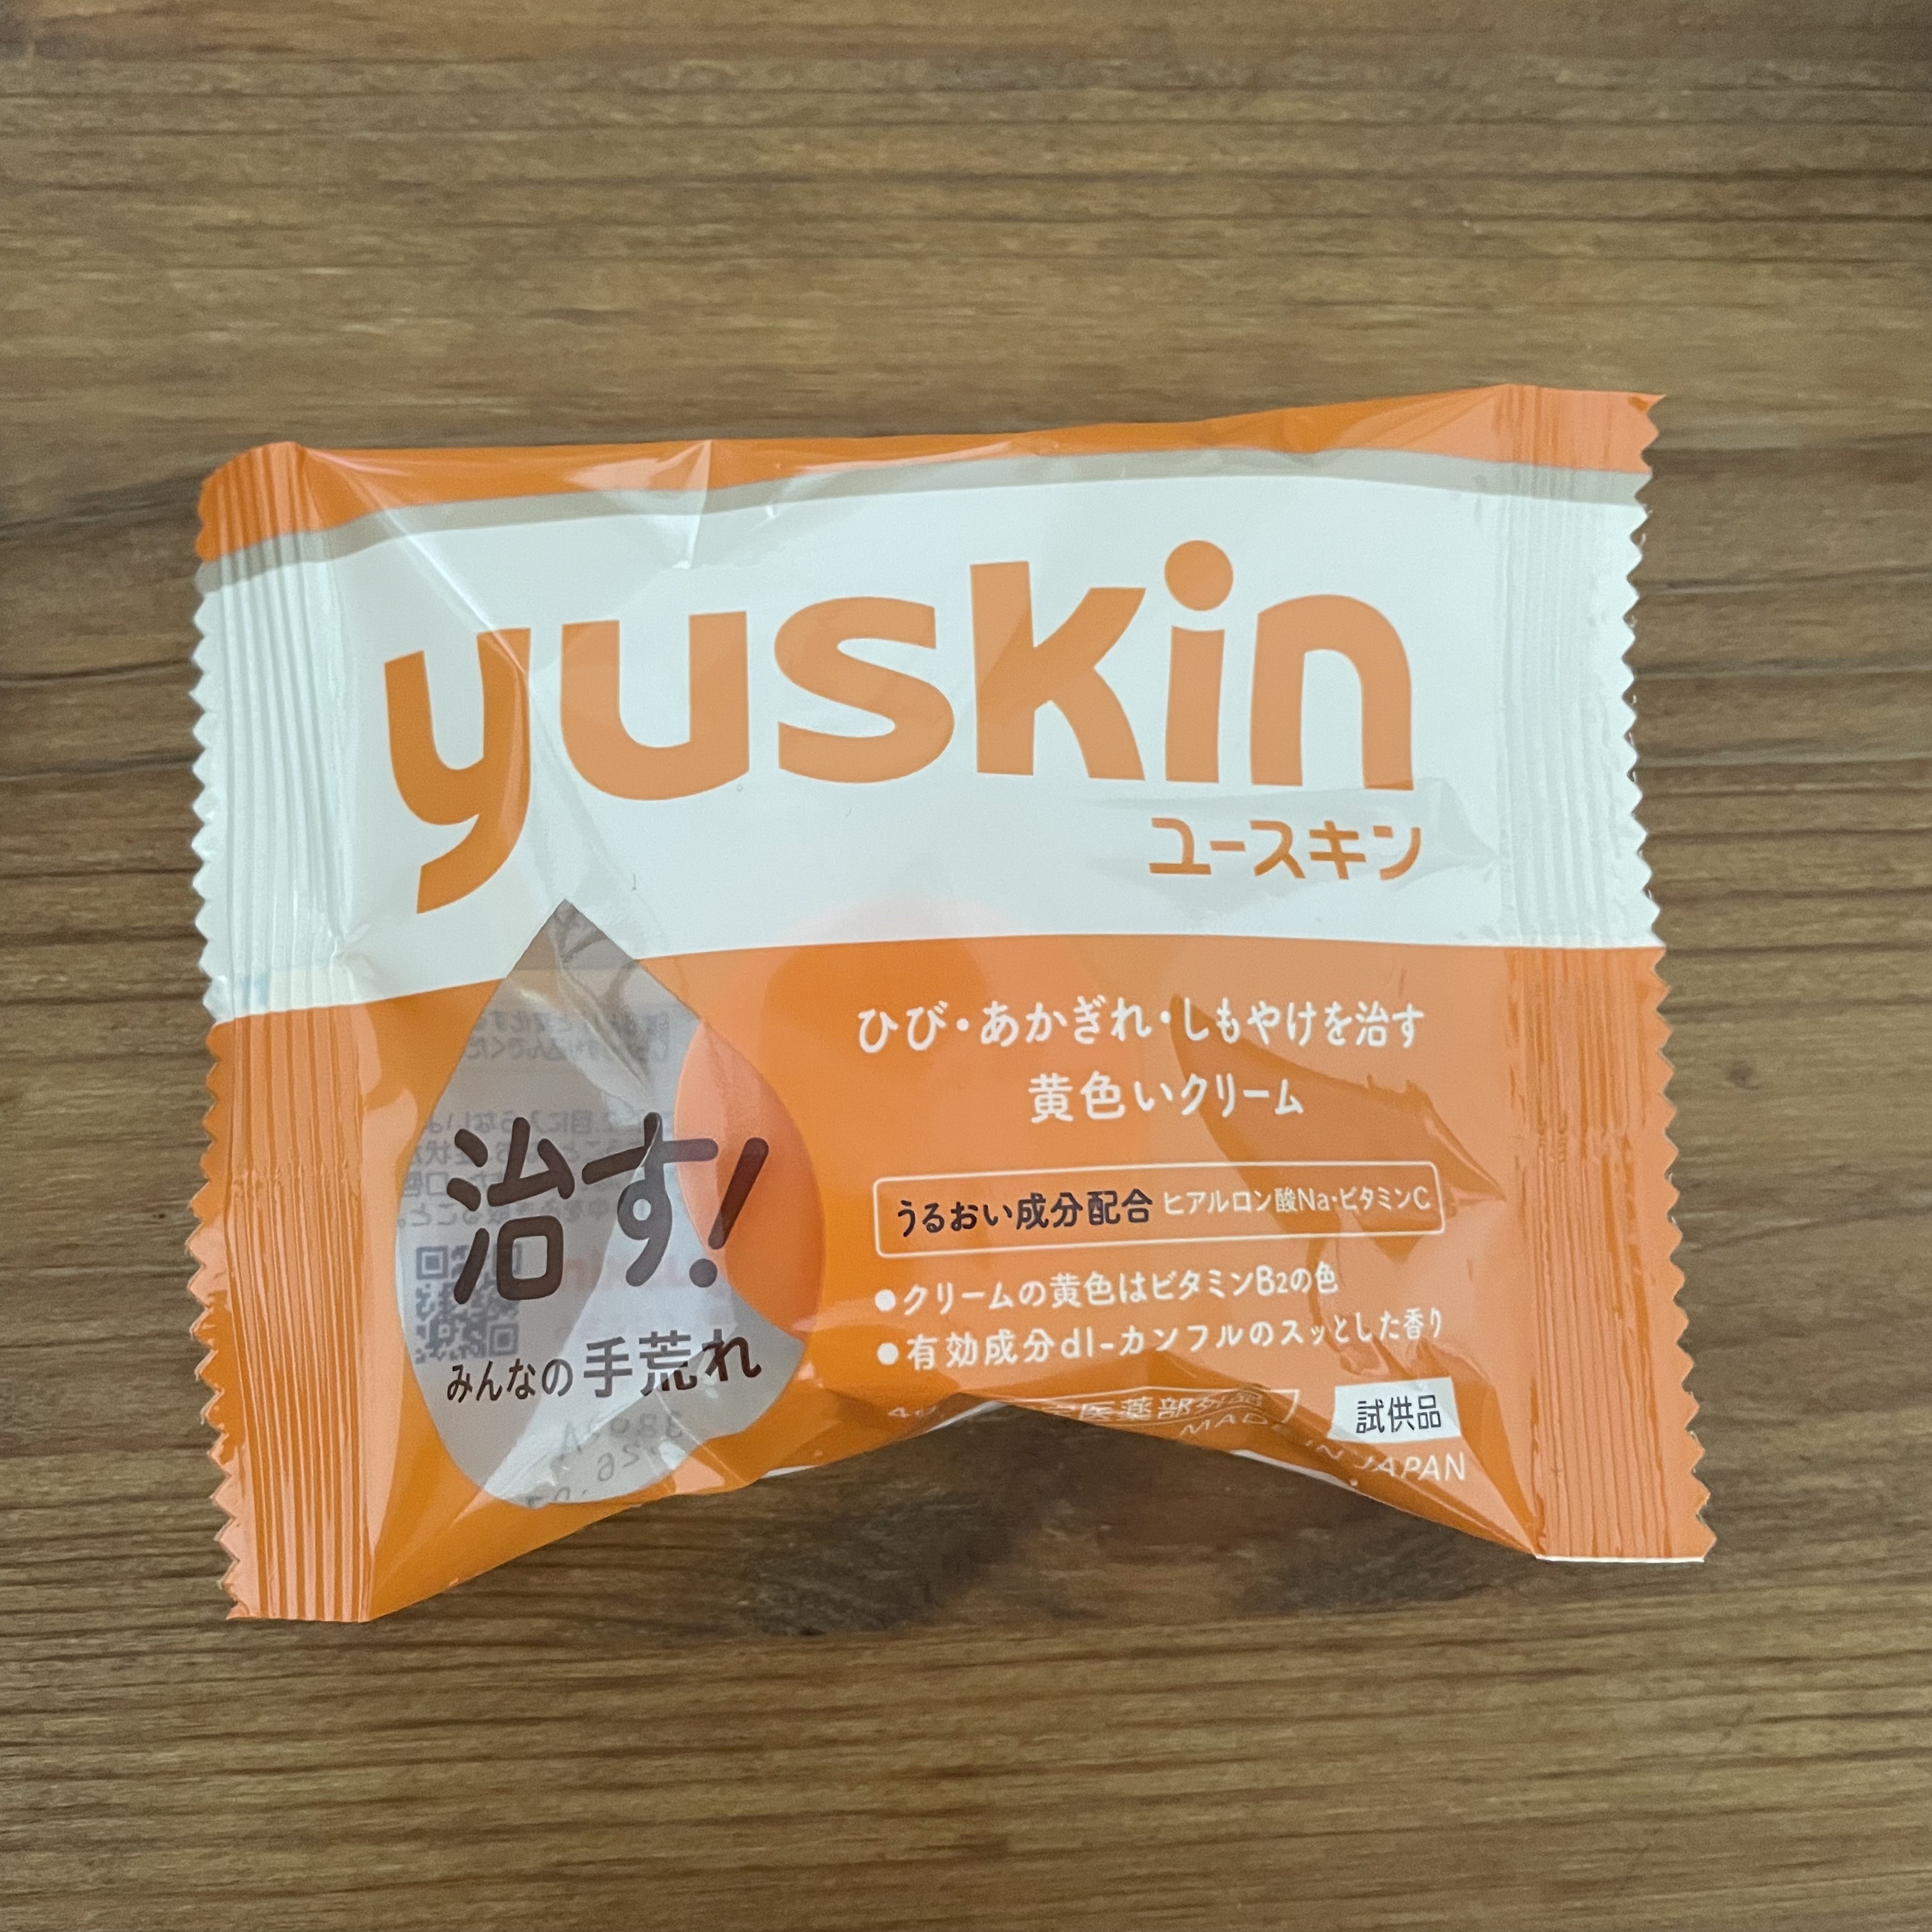 yuskin
ユースキン
ひび・あかぎれ・しもやけを治す
黄色いクリーム
うるおい成分配合 ヒアルロン酸Na・ビタミンC
●クリームの黄色はビタミンB2の色
●有効成分dl-カンフルのスッとした香り
治す!
みんなの手荒れ
医薬部外品
試供品
MADE IN JAPAN